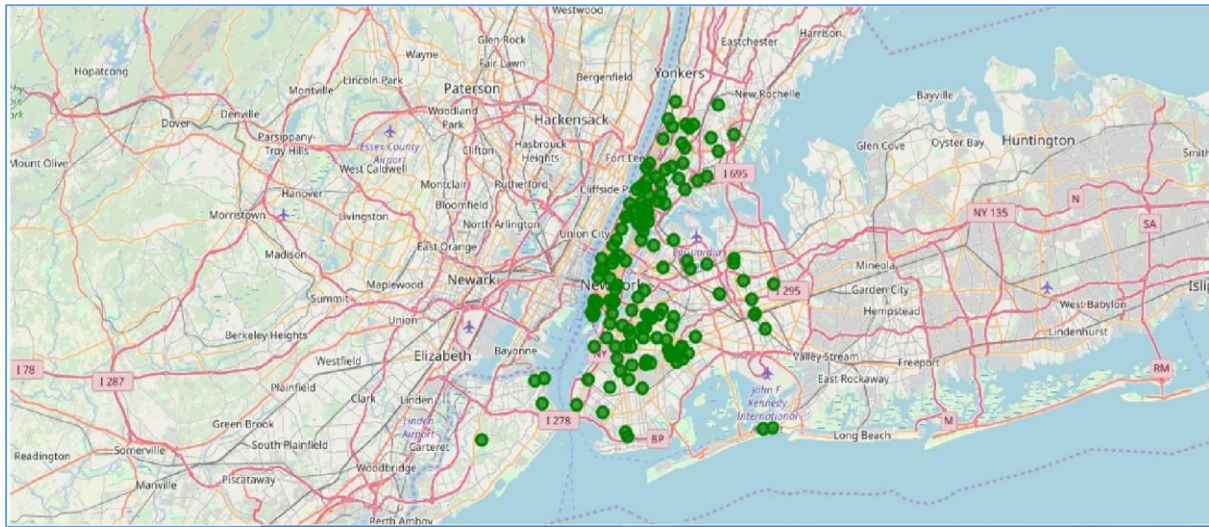 Westwood
Harrison
Glen Rock
Eastchester
Hopatcong
Wayne
Fair Lawn
Yonkers
Lincoln Park
Bergenfield
Montville
Paterson
New Rochelle
Bayville
Denville
Woodland
Park
Hackensack
Dover
Huntington
Parsippany-
Troy Hills
Essex County
Airport
Clifton
Hasbrouck
Heights
Glen Cove
Oyster Bay
Mount Olive
West Caldwell
Fort Lee
Smith
I 695
Hanover
Montclair
Rutherford
Cliffside Pa
Bloomfield
N
Morristown
Livingston
North Arlington
NY 135
SA
Union City
Madison
East Orange
Mineola
Newark
New York
Maplewood
I 295
Garden City
Islip
Summit
West Babylon
Union
Hempstead
Berkeley Heights
Lindenhurst
Bayonne
Elizabeth
NY
Valley Stream
Freeport
Westfield
I 78
I 287
East Rockaway
RM
Plainfield
Clark
Linden
John F
Kennedy
International
Linden
Airport
Green Brook
I 278
M
BP
Long Beach
South Plainfield
Carteret
Somerville
Readington
Woodbridge
Piscataway
Manville
Perth Amboy